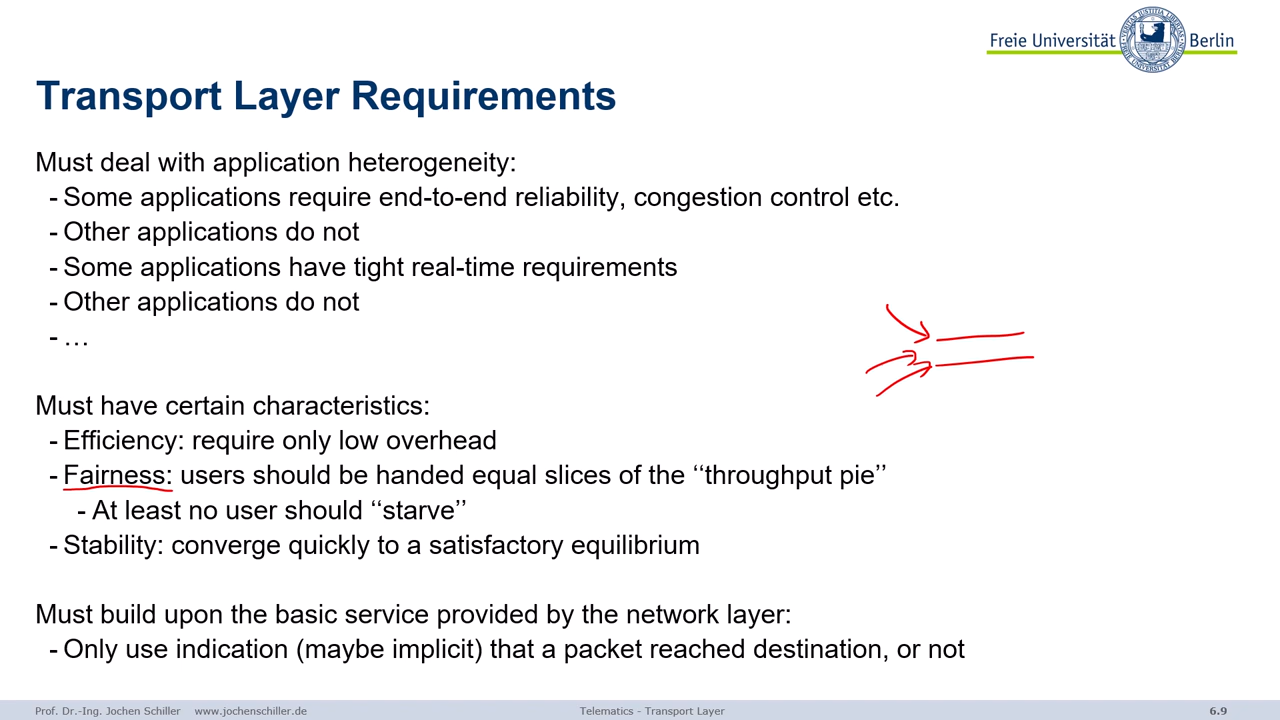 Freie Universität Berlin
Transport Layer Requirements
Must deal with application heterogeneity:
- Some applications require end-to-end reliability, congestion control etc.
- Other applications do not
- Some applications have tight real-time requirements
- Other applications do not
- …
Must have certain characteristics:
- Efficiency: require only low overhead
- Fairness: users should be handed equal slices of the ‘‘throughput pie’’
- At least no user should ‘‘starve’’
- Stability: converge quickly to a satisfactory equilibrium
Must build upon the basic service provided by the network layer:
- Only use indication (maybe implicit) that a packet reached destination, or not
Prof. Dr.-Ing. Jochen Schiller www.jochenschiller.de Telematics - Transport Layer 6.9